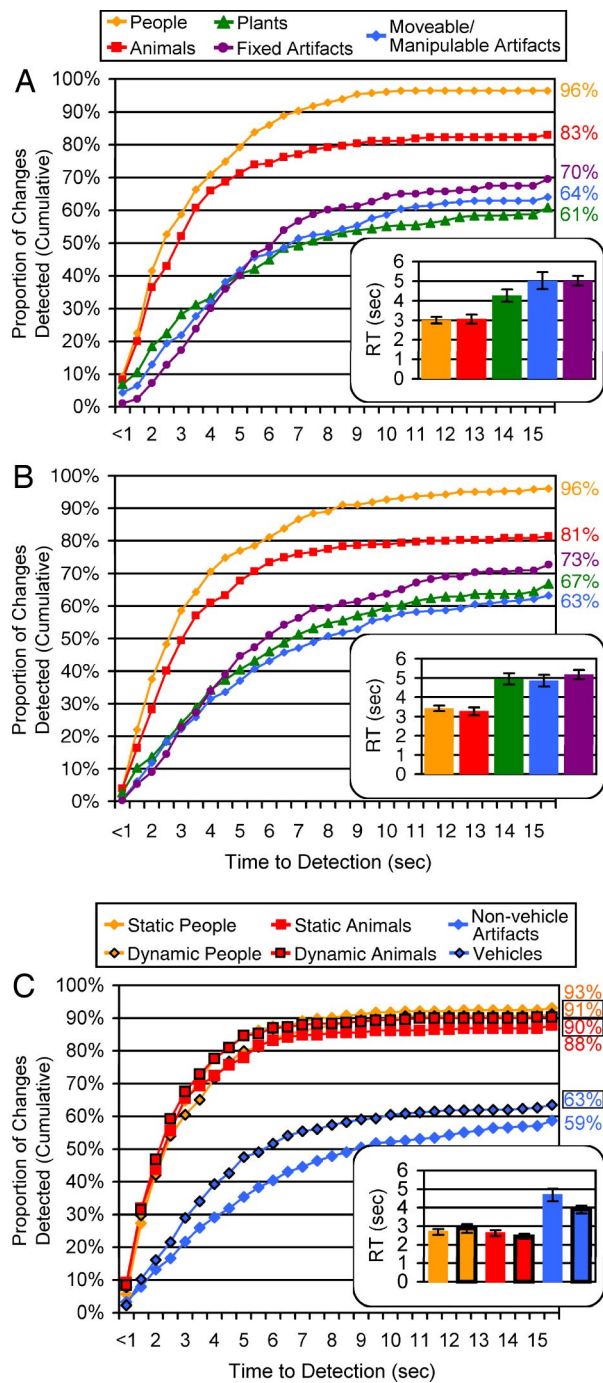 People
Plants
Moveable/
Manipulable Artifacts
Animals
Fixed Artifacts
A
Proportion of Changes
Detected (Cumulative)
100%
90%
80%
70%
60%
50%
40%
30%
20%
10%
0%
96%
83%
70%
64%
61%
RT (sec)
6
5
4
3
2
1
0
<1 2 3 4 5 6 7 8 9 10 11 12 13 14 15
B
Proportion of Changes
Detected (Cumulative)
100%
90%
80%
70%
60%
50%
40%
30%
20%
10%
0%
96%
81%
73%
67%
63%
RT (sec)
6
5
4
3
2
1
0
<1 2 3 4 5 6 7 8 9 10 11 12 13 14 15
Time to Detection (sec)
Static People
Static Animals
Non-vehicle
Artifacts
Dynamic People
Dynamic Animals
Vehicles
C
Proportion of Changes
Detected (Cumulative)
100%
90%
80%
70%
60%
50%
40%
30%
20%
10%
0%
93%
91%
90%
88%
63%
59%
RT (sec)
6
5
4
3
2
1
0
<1 2 3 4 5 6 7 8 9 10 11 12 13 14 15
Time to Detection (sec)